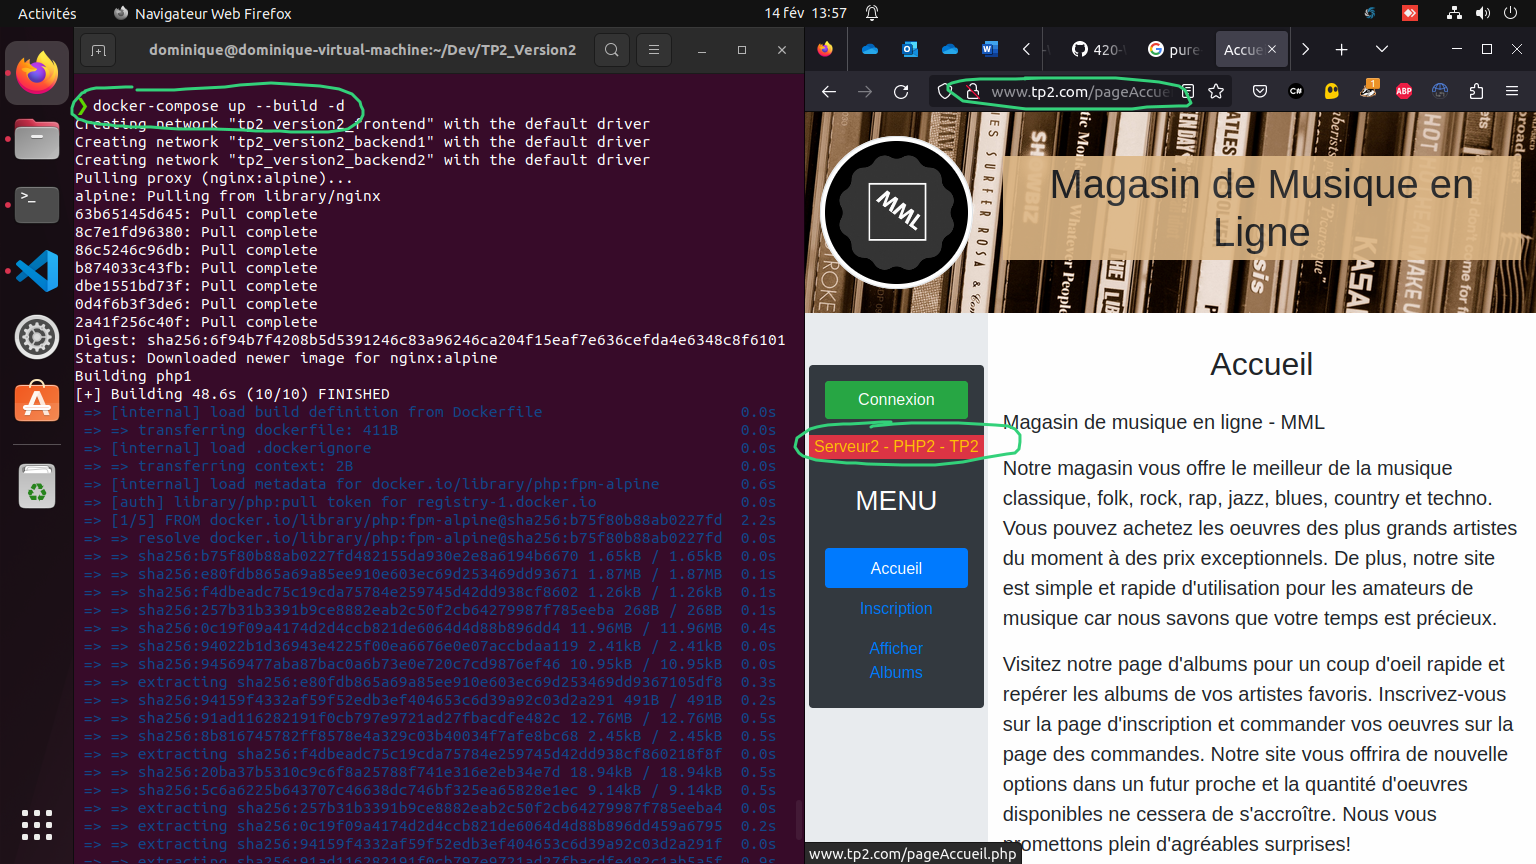 Activités
Navigateur Web Firefox
14 fév 13:57
dominique@dominique-virtual-machine:~/Dev/TP2_Version2
❯ docker-compose up --build -d
Creating network "tp2_version2_frontend" with the default driver
Creating network "tp2_version2_backend1" with the default driver
Creating network "tp2_version2_backend2" with the default driver
Pulling proxy (nginx:alpine)...
alpine: Pulling from library/nginx
63b65145d645: Pull complete
8c7e1fd96380: Pull complete
86c5246c96db: Pull complete
b874033c43fb: Pull complete
dbe1551bd73f: Pull complete
0d4f6b3f3de6: Pull complete
2a41f256c40f: Pull complete
Digest: sha256:6f94b7f4208b5d5391246c83a96246ca204f15eaf7e636cefda4e6348c8f6101
Status: Downloaded newer image for nginx:alpine
Building php1
[+] Building 48.6s (10/10) FINISHED
=> [internal] load build definition from Dockerfile 0.0s
=> => transferring dockerfile: 411B 0.0s
=> [internal] load .dockerignore 0.0s
=> => transferring context: 2B 0.0s
=> [internal] load metadata for docker.io/library/php:fpm-alpine 0.6s
=> [auth] library/php:pull token for registry-1.docker.io 0.0s
=> [1/5] FROM docker.io/library/php:fpm-alpine@sha256:b75f80b88ab0227fd 2.2s
=> => resolve docker.io/library/php:fpm-alpine@sha256:b75f80b88ab0227fd 0.0s
=> => sha256:b75f80b88ab0227fd482155da930e2e8a6194b6670 1.65kB / 1.65kB 0.0s
=> => sha256:e80fdb865a69a85ee910e603ec69d253469dd93671 1.87MB / 1.87MB 0.1s
=> => sha256:f4dbeadc75c19cda75784e259745d42dd938cf8602 1.26kB / 1.26kB 0.1s
=> => sha256:257b31b3391b9ce8882eab2c50f2cb64279987f785eeba 268B / 268B 0.1s
=> => sha256:0c19f09a4174d2d4ccb821de6064d4d88b896dd4 11.96MB / 11.96MB 0.4s
=> => sha256:94022b1d36943e4225f00ea6676e0e07accbdaa119 2.41kB / 2.41kB 0.0s
=> => sha256:94569477aba87bac0a6b73e0e720c7cd9876ef46 10.95kB / 10.95kB 0.0s
=> => extracting sha256:e80fdb865a69a85ee910e603ec69d253469dd9367105df8 0.3s
=> => sha256:94159f4332af59f52edb3ef404653c6d39a92c03d2a291 491B / 491B 0.2s
=> => sha256:91ad116282191f0cb797e9721ad27fbacdfe482c 12.76MB / 12.76MB 0.5s
=> => sha256:8b816745782ff8578e4a329c03b40034f7afe8bc68 2.45kB / 2.45kB 0.5s
=> => extracting sha256:f4dbeadc75c19cda75784e259745d42dd938cf860218f8f 0.0s
=> => sha256:20ba37b5310c9c6f8a25788f741e316e2eb34e7d 18.94kB / 18.94kB 0.5s
=> => sha256:5c6a6225b643707c46638dc746bf325ea65828e1ec 9.14kB / 9.14kB 0.5s
=> => extracting sha256:257b31b3391b9ce8882eab2c50f2cb64279987f785eeba4 0.0s
=> => extracting sha256:0c19f09a4174d2d4ccb821de6064d4d88b896dd459a6795 0.2s
=> => extracting sha256:94159f4332af59f52edb3ef404653c6d39a92c03d2a291f 0.0s
420-
pure
Accue
www.tp2.com/pageAccue
MML
Magasin de Musique en
Ligne
Connexion
Serveur2 - PHP2 - TP2
MENU
Accueil
Inscription
Afficher
Albums
Accueil
Magasin de musique en ligne - MML
Notre magasin vous offre le meilleur de la musique
classique, folk, rock, rap, jazz, blues, country et techno.
Vous pouvez achetez les oeuvres des plus grands artistes
du moment à des prix exceptionnels. De plus, notre site
est simple et rapide d'utilisation pour les amateurs de
musique car nous savons que votre temps est précieux.
Visitez notre page d'albums pour un coup d'oeil rapide et
repérer les albums de vos artistes favoris. Inscrivez-vous
sur la page d'inscription et commander vos oeuvres sur la
page des commandes. Notre site vous offrira de nouvelle
options dans un futur proche et la quantité d'oeuvres
disponibles ne cessera de s'accroître. Nous vous
promettons plein d'agréables surprises!
www.tp2.com/pageAccueil.php